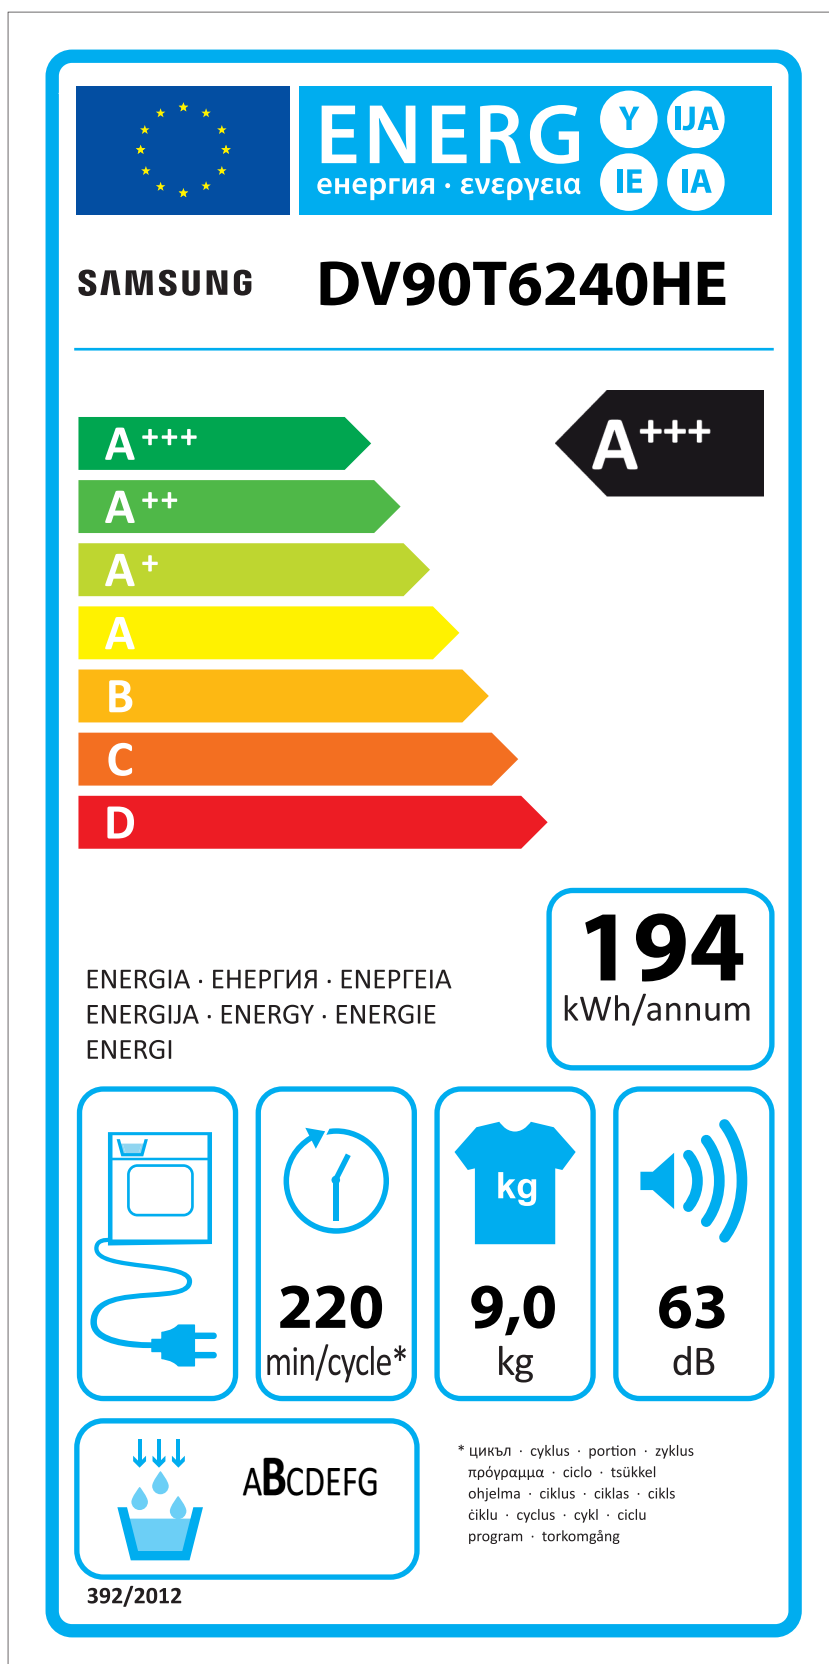 ENERG Y IJA
енергия · ενεργεια IE IA
SAMSUNG DV90T6240HE
A+++ A+++
A++
A+
A
B
C
D
194
kWh/annum
ENERGIA · ЕНЕРГИЯ · ΕΝΕΡΓΕΙΑ
ENERGIJA · ENERGY · ENERGIE
ENERGI
kg
220 9,0 63
min/cycle* kg dB
ABCDEFG
* цикъл · cyklus · portion · zyklus
πρόγραμμα · ciclo · tsükkel
ohjelma · ciklus · ciklas · cikls
ċiklu · cyclus · cykl · ciclu
program · torkomgång
392/2012